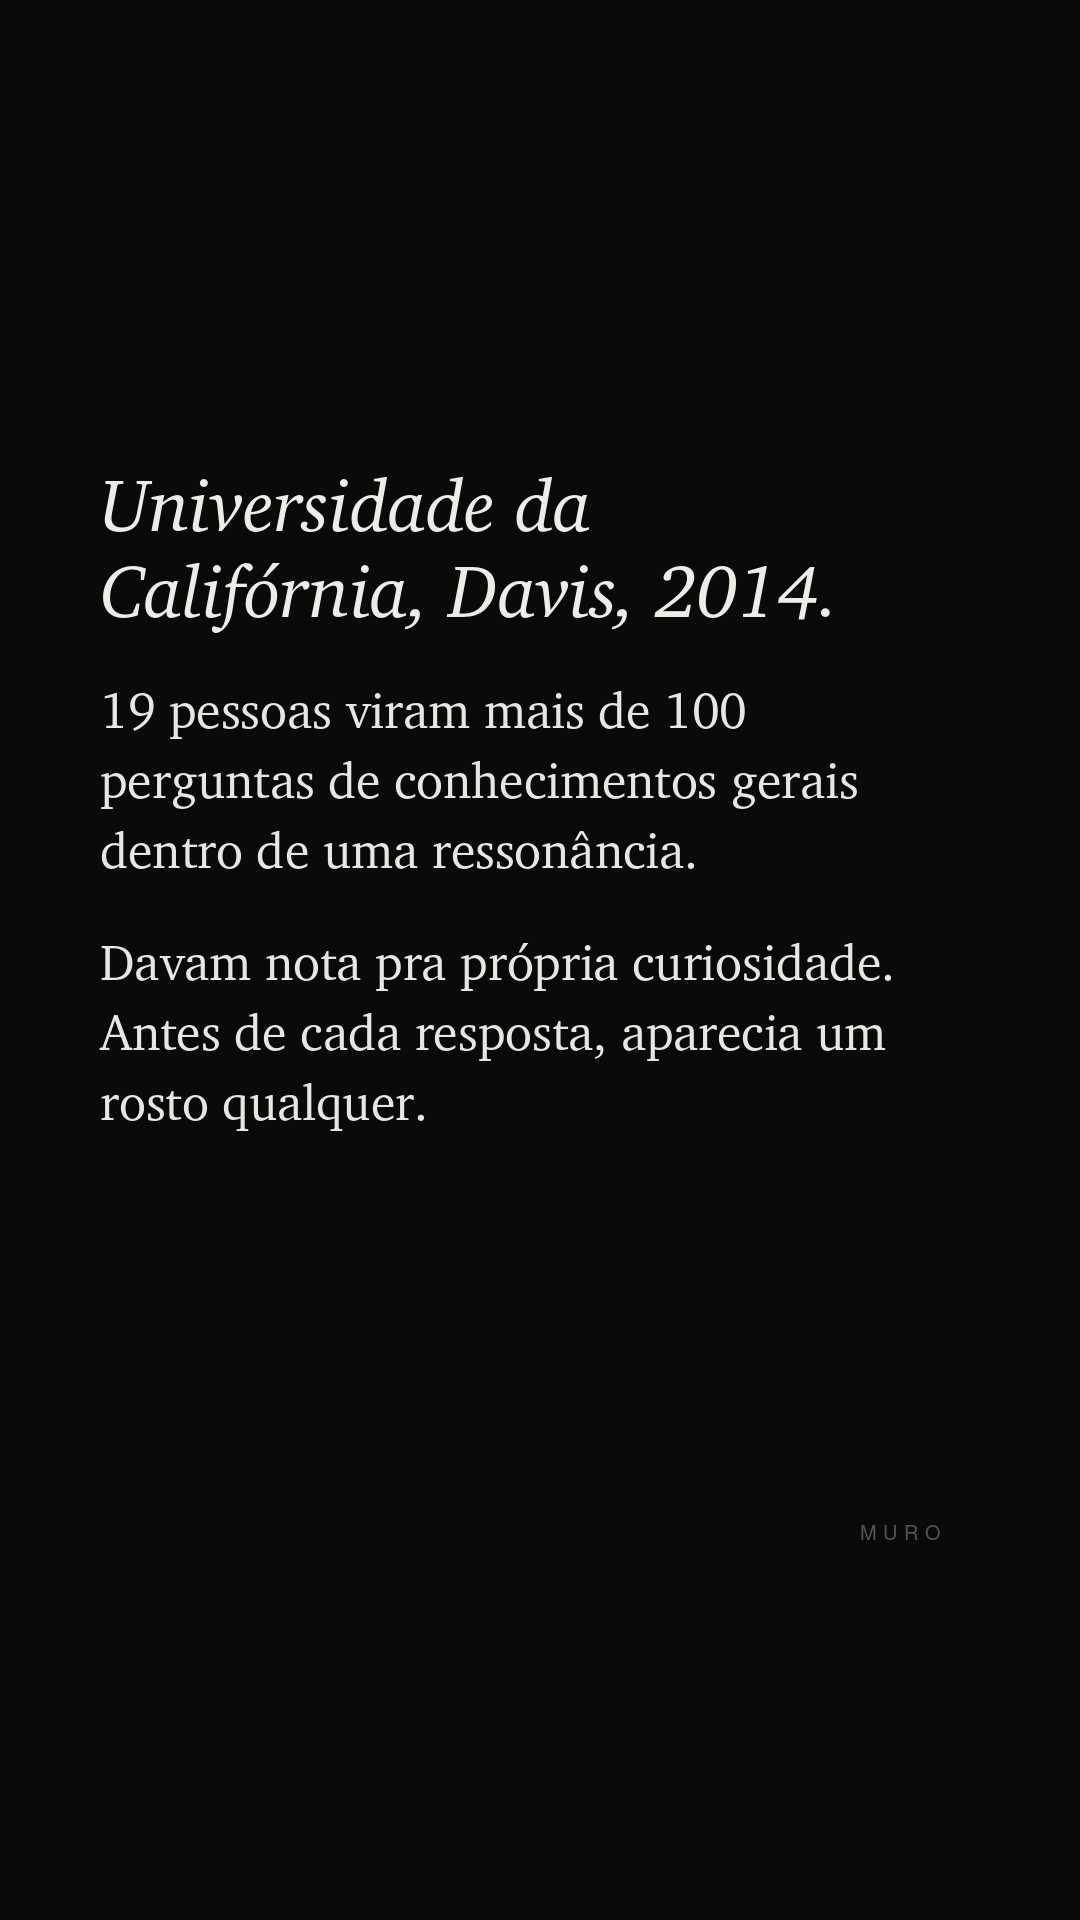 Universidade da
Califórnia, Davis, 2014.
19 pessoas viram mais de 100
perguntas de conhecimentos gerais
dentro de uma ressonância.
Davam nota pra própria curiosidade.
Antes de cada resposta, aparecia um
rosto qualquer.
MURO